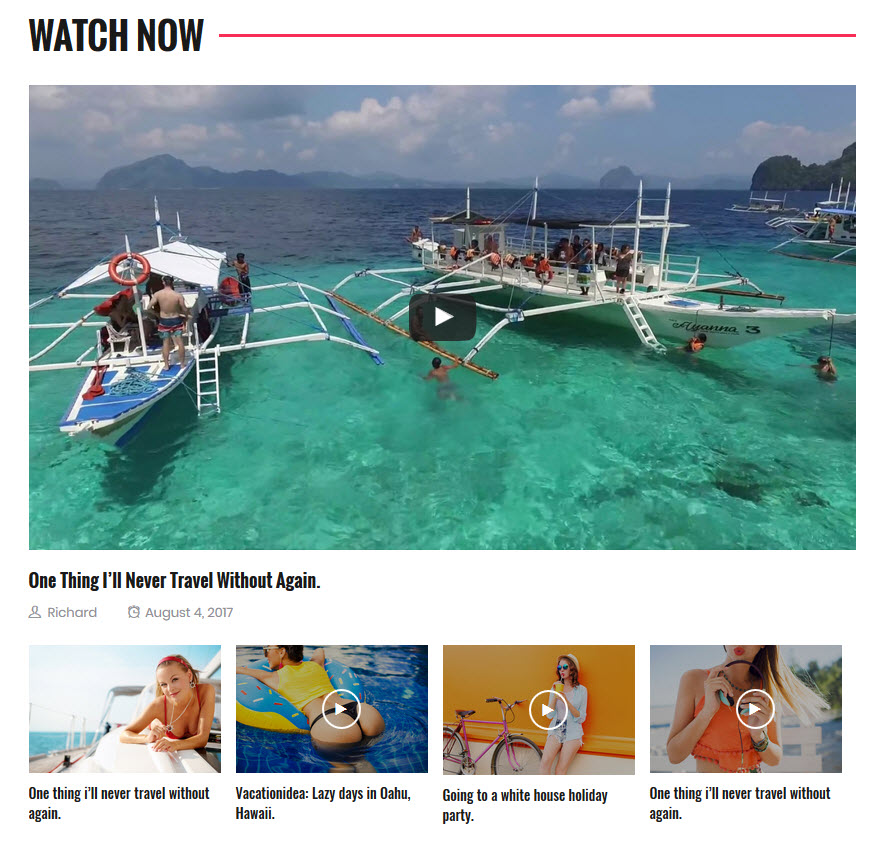 WATCH NOW
Ayanna 3
One Thing I’ll Never Travel Without Again.
Richard August 4, 2017
One thing i’ll never travel without
again.
Vacationidea: Lazy days in Oahu,
Hawaii.
Going to a white house holiday
party.
One thing i’ll never travel without
again.